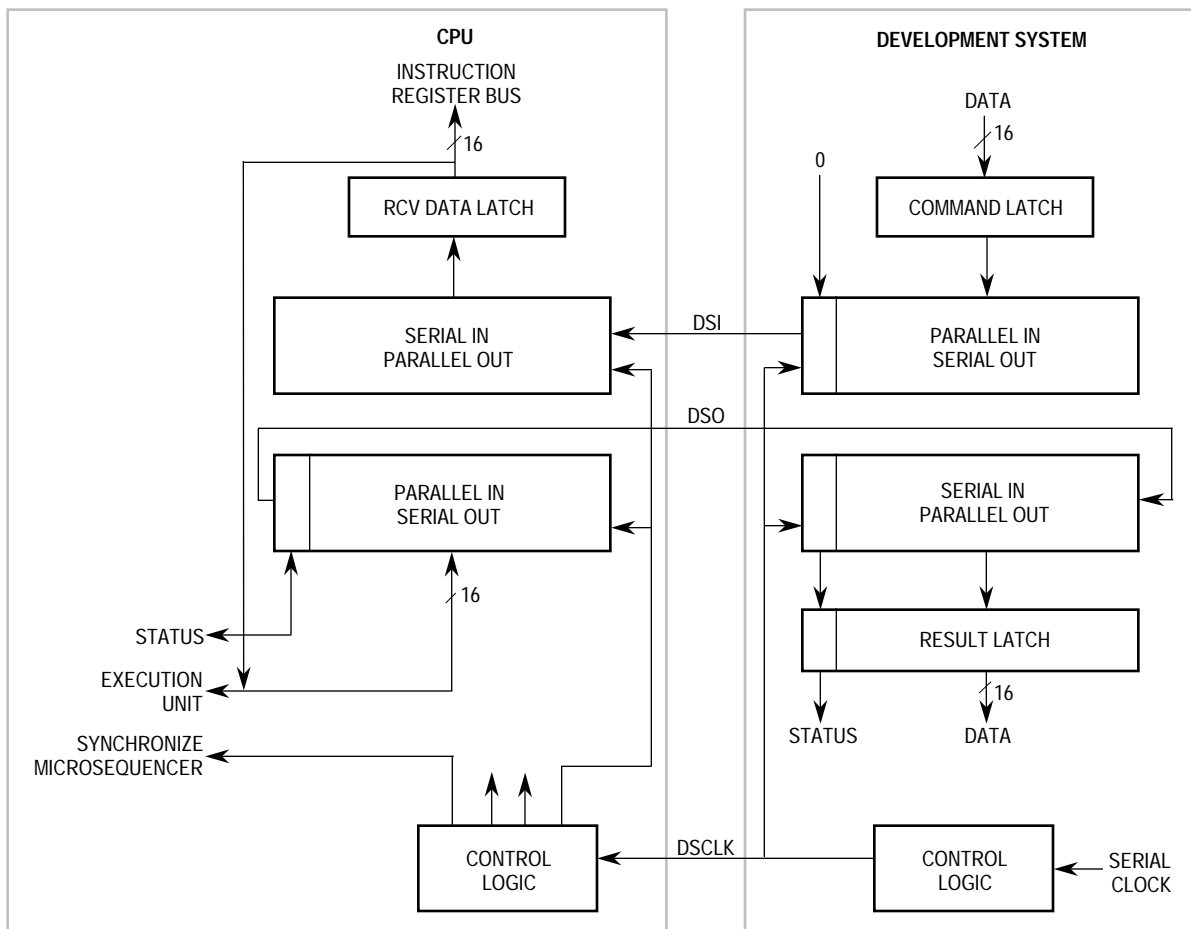 CPU
DEVELOPMENT SYSTEM
INSTRUCTION
REGISTER BUS
16
RCV DATA LATCH
DATA
16
0
COMMAND LATCH
SERIAL IN
PARALLEL OUT
DSI
PARALLEL IN
SERIAL OUT
DSO
PARALLEL IN
SERIAL OUT
16
SERIAL IN
PARALLEL OUT
STATUS
RESULT LATCH
EXECUTION
UNIT
16
STATUS
DATA
SYNCHRONIZE
MICROSEQUENCER
CONTROL
LOGIC
DSCLK
CONTROL
LOGIC
SERIAL
CLOCK